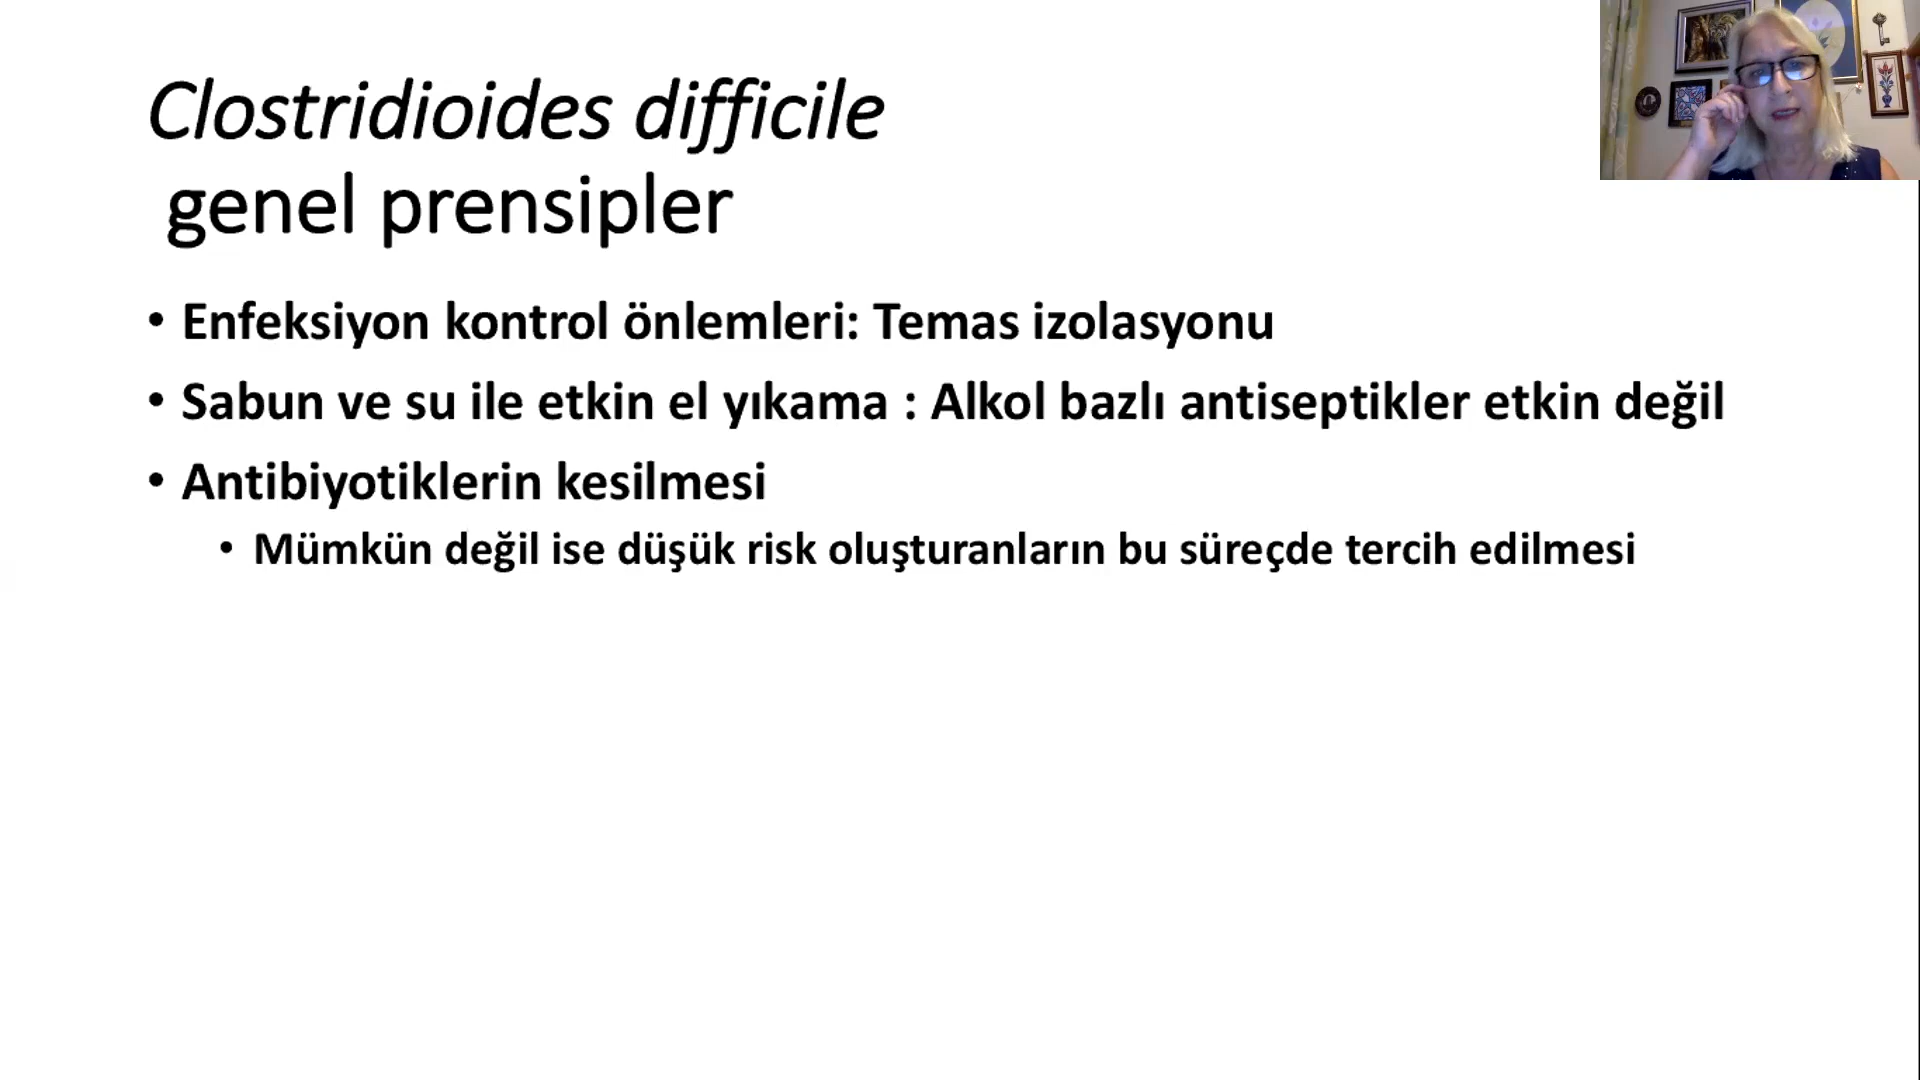 Clostridioides difficile
genel prensipler
• Enfeksiyon kontrol önlemleri: Temas izolasyonu
• Sabun ve su ile etkin el yıkama : Alkol bazlı antiseptikler etkin değil
• Antibiyotiklerin kesilmesi
• Mümkün değil ise düşük risk oluşturanların bu süreçde tercih edilmesi